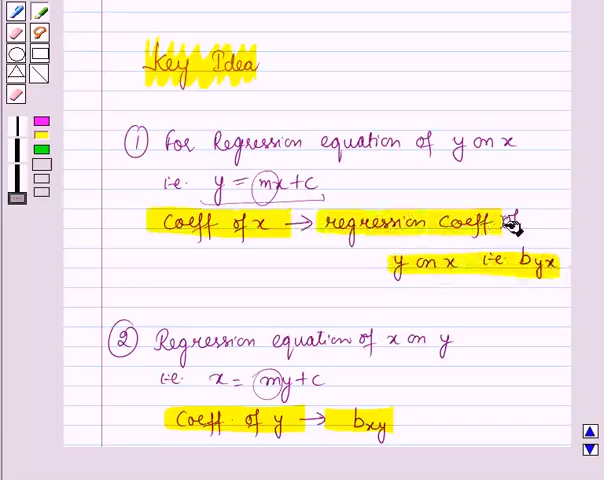 Key Idea
① For Regression equation of y on x
i.e. y = mx+c
Coeff of x → regression coeff of
y on x i.e. byx
② Regression equation of x on y
i.e. x = my+c
Coeff. of y → bxy